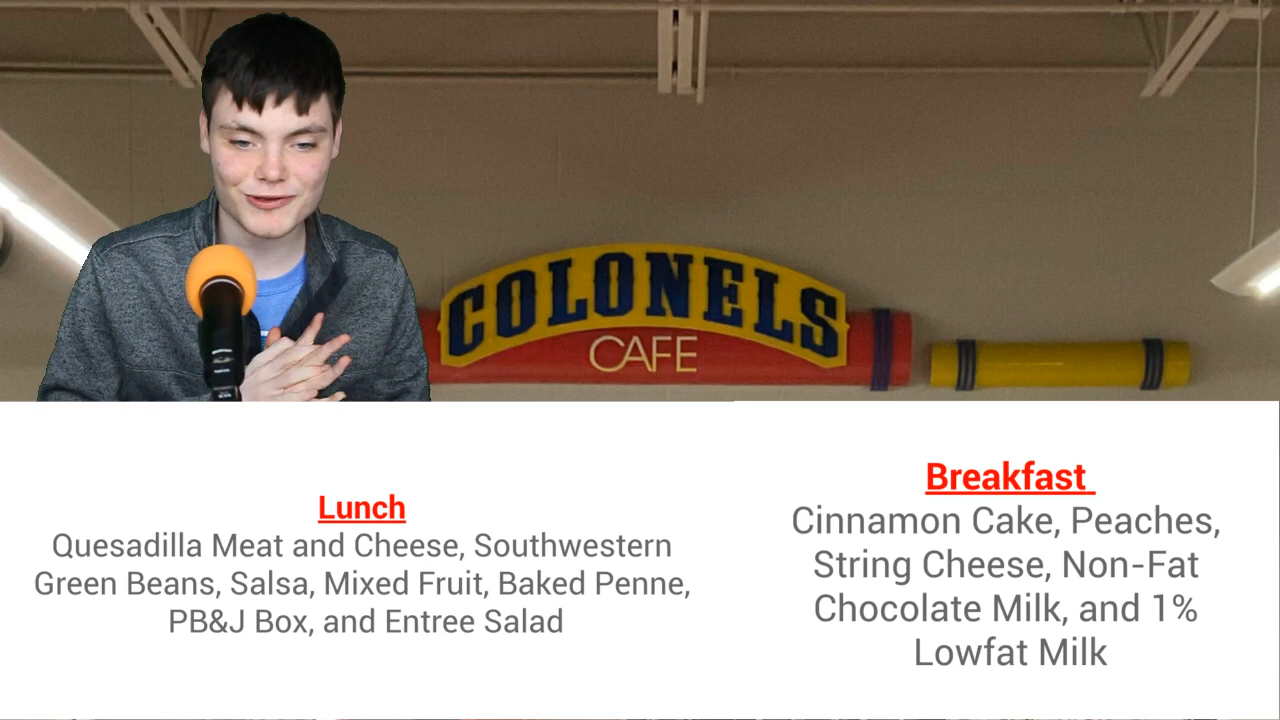 COLONELS
CAFE
Lunch
Quesadilla Meat and Cheese, Southwestern
Green Beans, Salsa, Mixed Fruit, Baked Penne,
PB&J Box, and Entree Salad
Breakfast
Cinnamon Cake, Peaches,
String Cheese, Non-Fat
Chocolate Milk, and 1%
Lowfat Milk